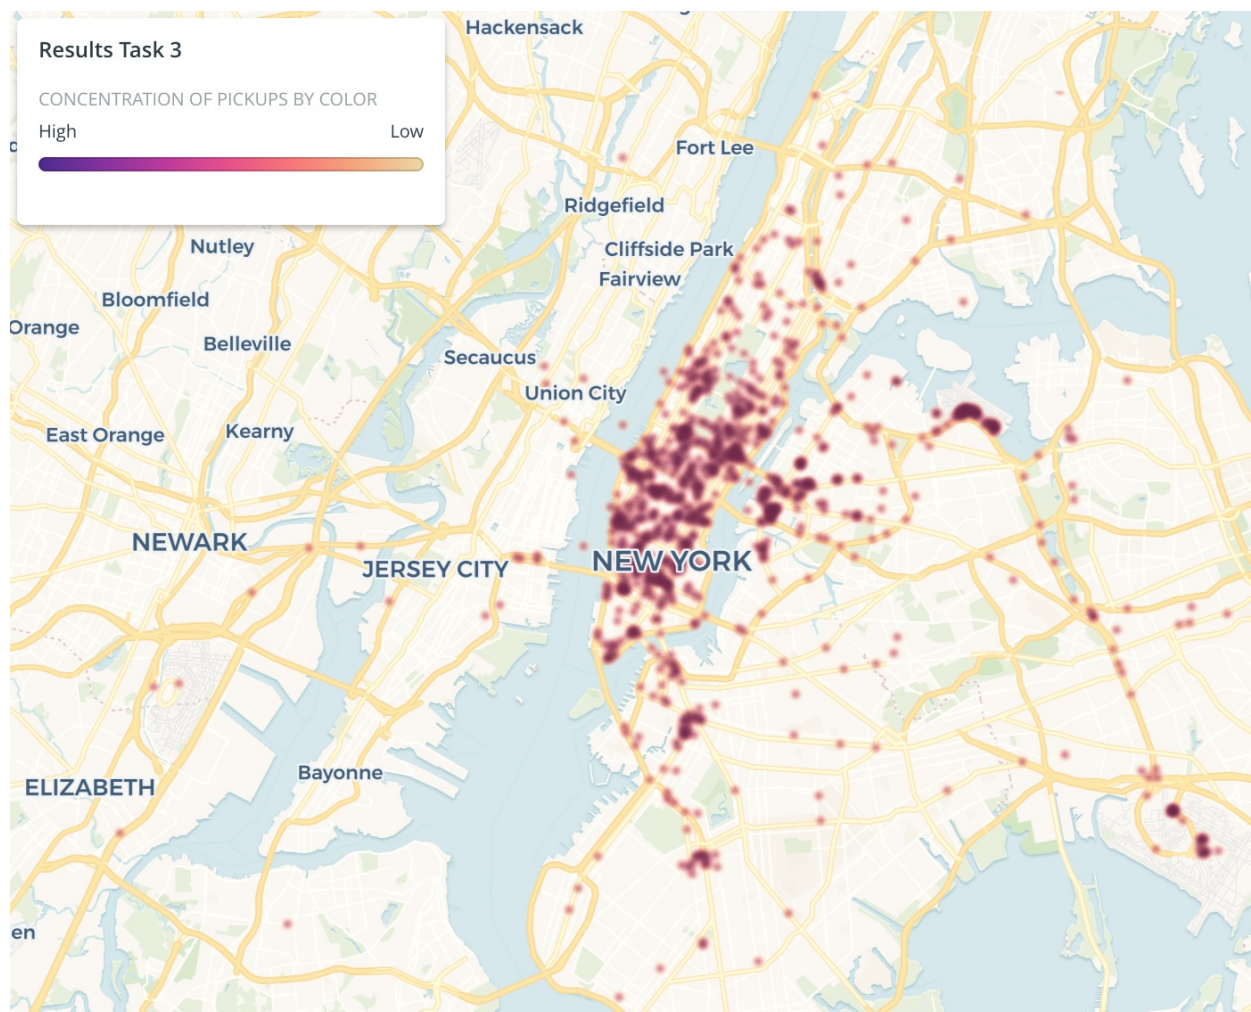 Hackensack
Results Task 3
CONCENTRATION OF PICKUPS BY COLOR
High Low
Fort Lee
Ridgefield
Nutley
Cliffside Park
Fairview
Bloomfield
Orange
Belleville
Secaucus
Union City
East Orange
Kearny
NEWARK
JERSEY CITY
NEW YORK
Bayonne
ELIZABETH
en